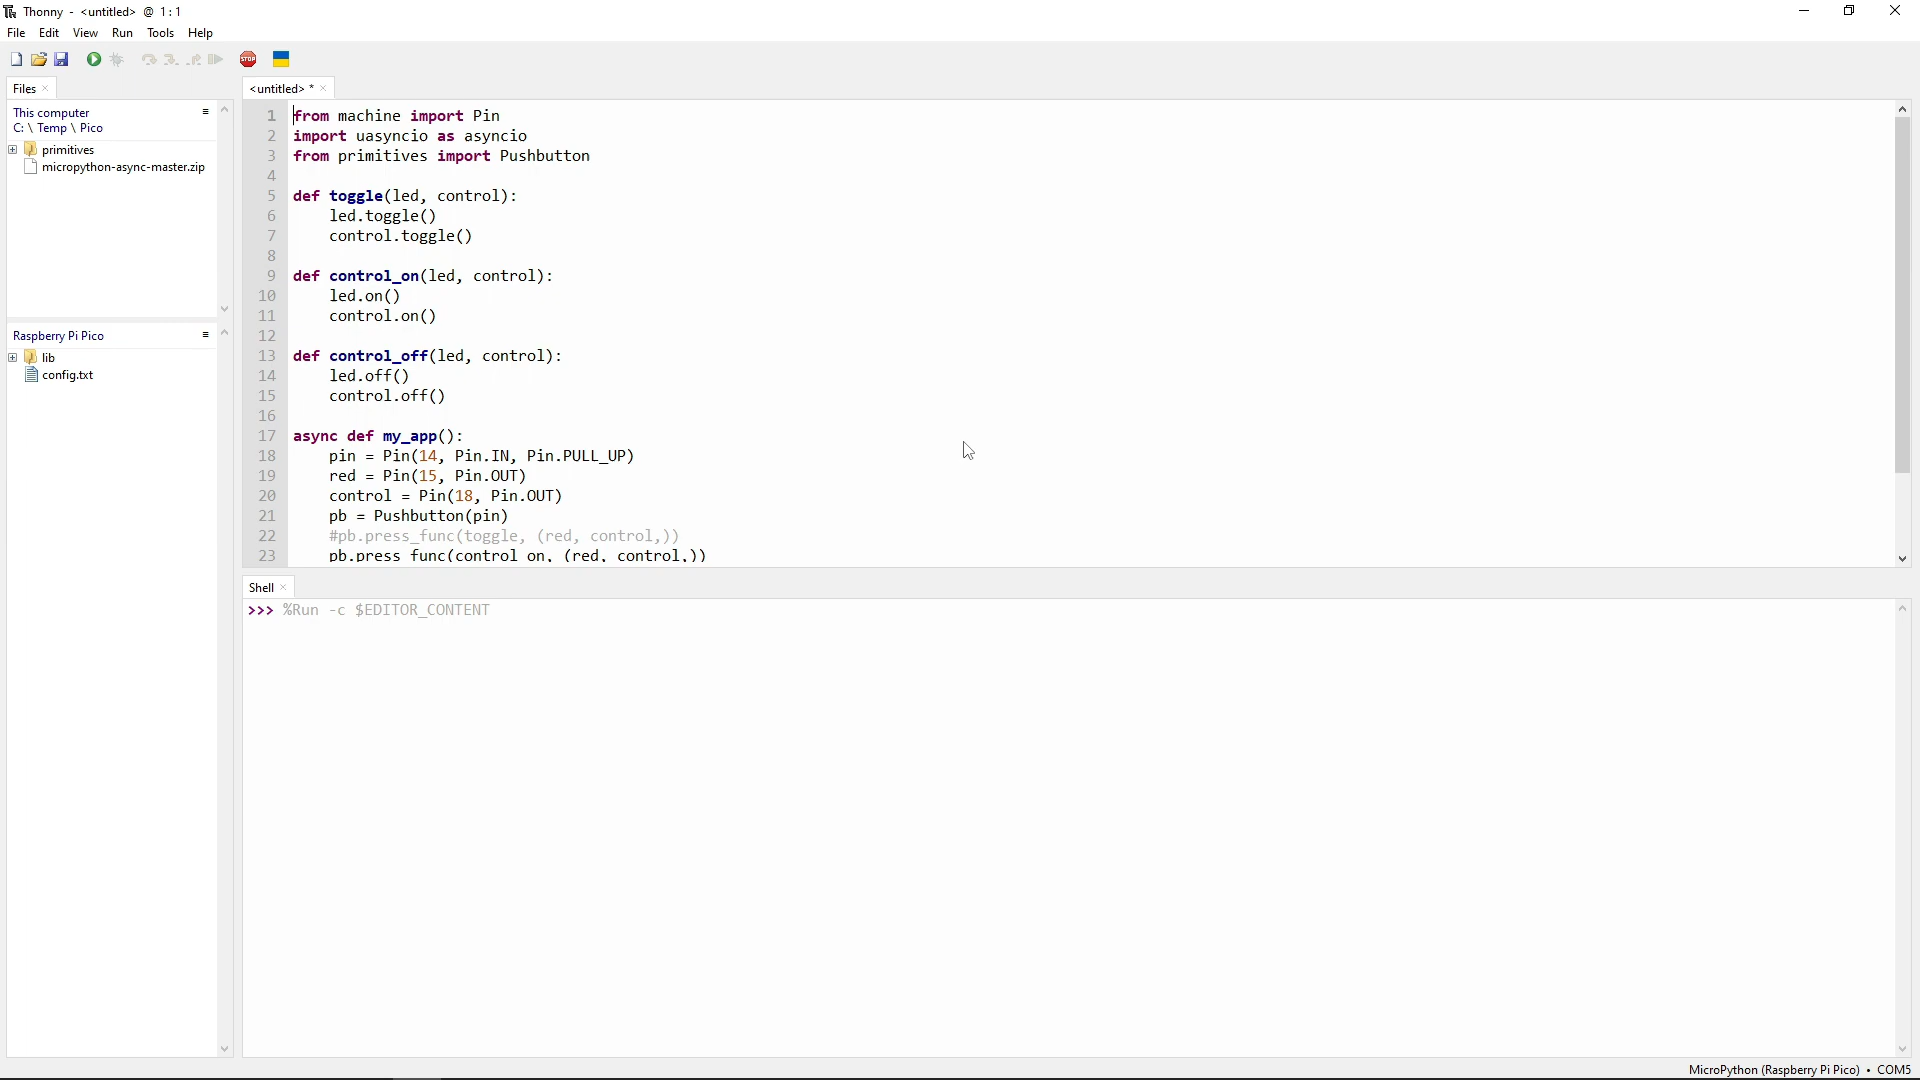 Thonny - <untitled> @ 1:1
File Edit View Run Tools Help
STOP
Files
This computer
C: \ Temp \ Pico
primitives
micropython-async-master.zip
Raspberry Pi Pico
lib
config.txt
<untitled> *
1 from machine import Pin
2 import uasyncio as asyncio
3 from primitives import Pushbutton
4
5 def toggle(led, control):
6     led.toggle()
7     control.toggle()
8
9 def control_on(led, control):
10     led.on()
11     control.on()
12
13 def control_off(led, control):
14     led.off()
15     control.off()
16
17 async def my_app():
18     pin = Pin(14, Pin.IN, Pin.PULL_UP)
19     red = Pin(15, Pin.OUT)
20     control = Pin(18, Pin.OUT)
21     pb = Pushbutton(pin)
22     #pb.press_func(toggle, (red, control,))
23     pb.press_func(control_on, (red, control,))
Shell
>>> %Run -c $EDITOR_CONTENT
MicroPython (Raspberry Pi Pico) • COM5